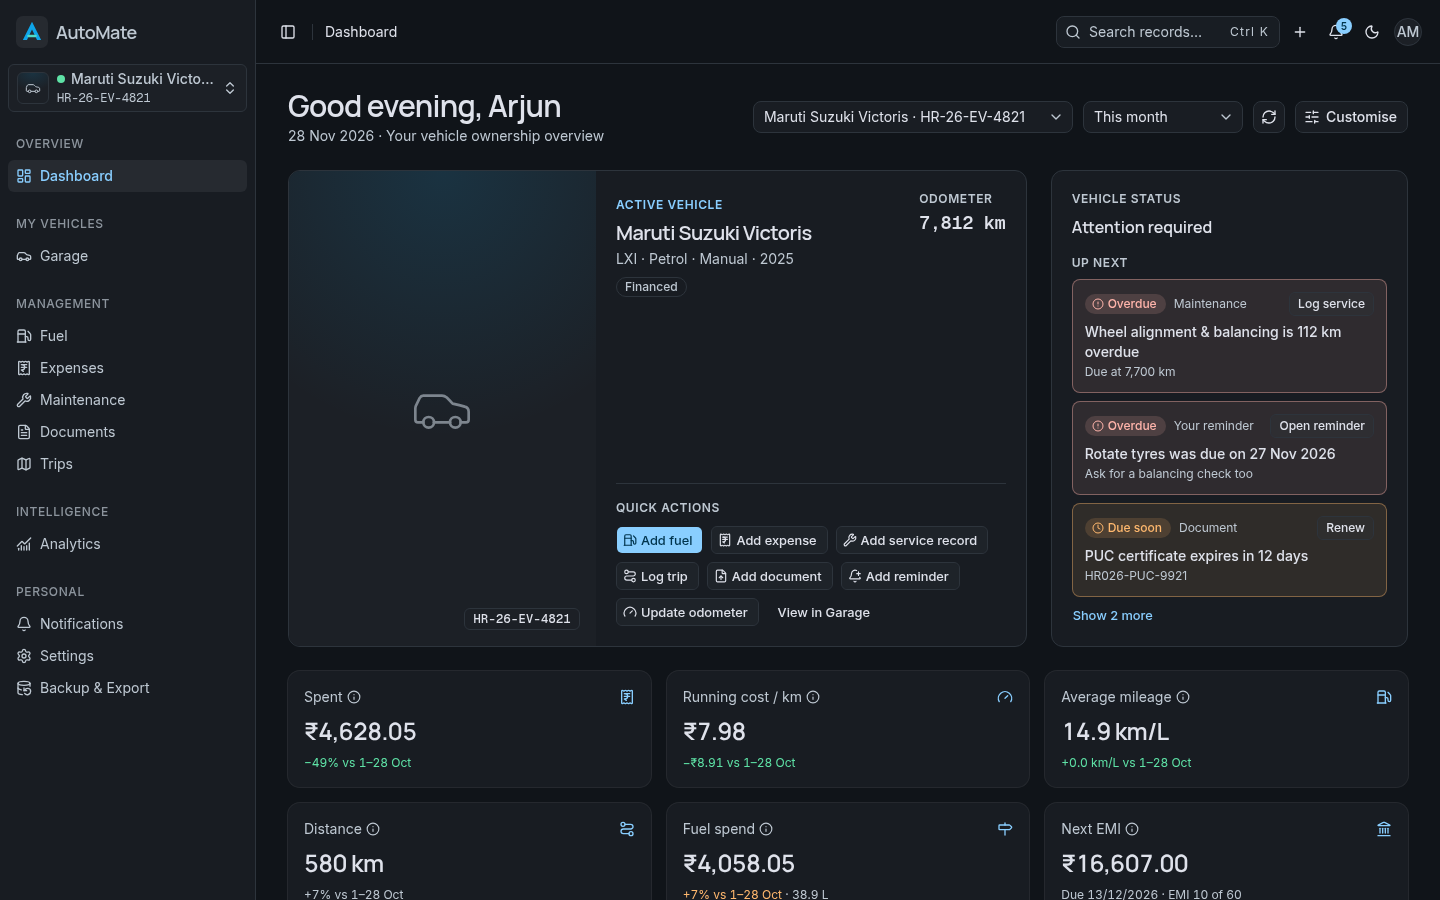 AutoMate
Dashboard
Search records...
Ctrl K
5
AM
Maruti Suzuki Victo...
HR-26-EV-4821
OVERVIEW
Dashboard
MY VEHICLES
Garage
MANAGEMENT
Fuel
Expenses
Maintenance
Documents
Trips
INTELLIGENCE
Analytics
PERSONAL
Notifications
Settings
Backup & Export
Good evening, Arjun
28 Nov 2026 · Your vehicle ownership overview
Maruti Suzuki Victoris · HR-26-EV-4821
This month
Customise
HR-26-EV-4821
ACTIVE VEHICLE
Maruti Suzuki Victoris
LXI · Petrol · Manual · 2025
Financed
ODOMETER
7,812 km
QUICK ACTIONS
Add fuel
Add expense
Add service record
Log trip
Add document
Add reminder
Update odometer
View in Garage
VEHICLE STATUS
Attention required
UP NEXT
Overdue
Maintenance
Log service
Wheel alignment & balancing is 112 km
overdue
Due at 7,700 km
Overdue
Your reminder
Open reminder
Rotate tyres was due on 27 Nov 2026
Ask for a balancing check too
Due soon
Document
Renew
PUC certificate expires in 12 days
HR026-PUC-9921
Show 2 more
Spent
₹4,628.05
−49% vs 1–28 Oct
Running cost / km
₹7.98
−₹8.91 vs 1–28 Oct
Average mileage
14.9 km/L
+0.0 km/L vs 1–28 Oct
Distance
580 km
+7% vs 1–28 Oct
Fuel spend
₹4,058.05
+7% vs 1–28 Oct · 38.9 L
Next EMI
₹16,607.00
Due 13/12/2026 · EMI 10 of 60